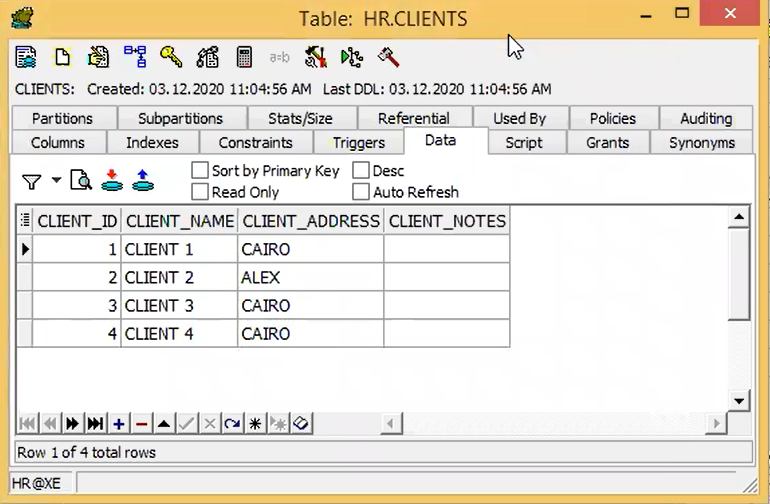 Table: HR.CLIENTS
a=b
CLIENTS: Created: 03.12.2020 11:04:56 AM Last DDL: 03.12.2020 11:04:56 AM
Partitions Subpartitions Stats/Size Referential Used By Policies Auditing
Columns Indexes Constraints Triggers Data Script Grants Synonyms
Sort by Primary Key Desc
Read Only Auto Refresh
CLIENT_ID CLIENT_NAME CLIENT_ADDRESS CLIENT_NOTES
1 CLIENT 1 CAIRO
2 CLIENT 2 ALEX
3 CLIENT 3 CAIRO
4 CLIENT 4 CAIRO
Row 1 of 4 total rows
HR@XE